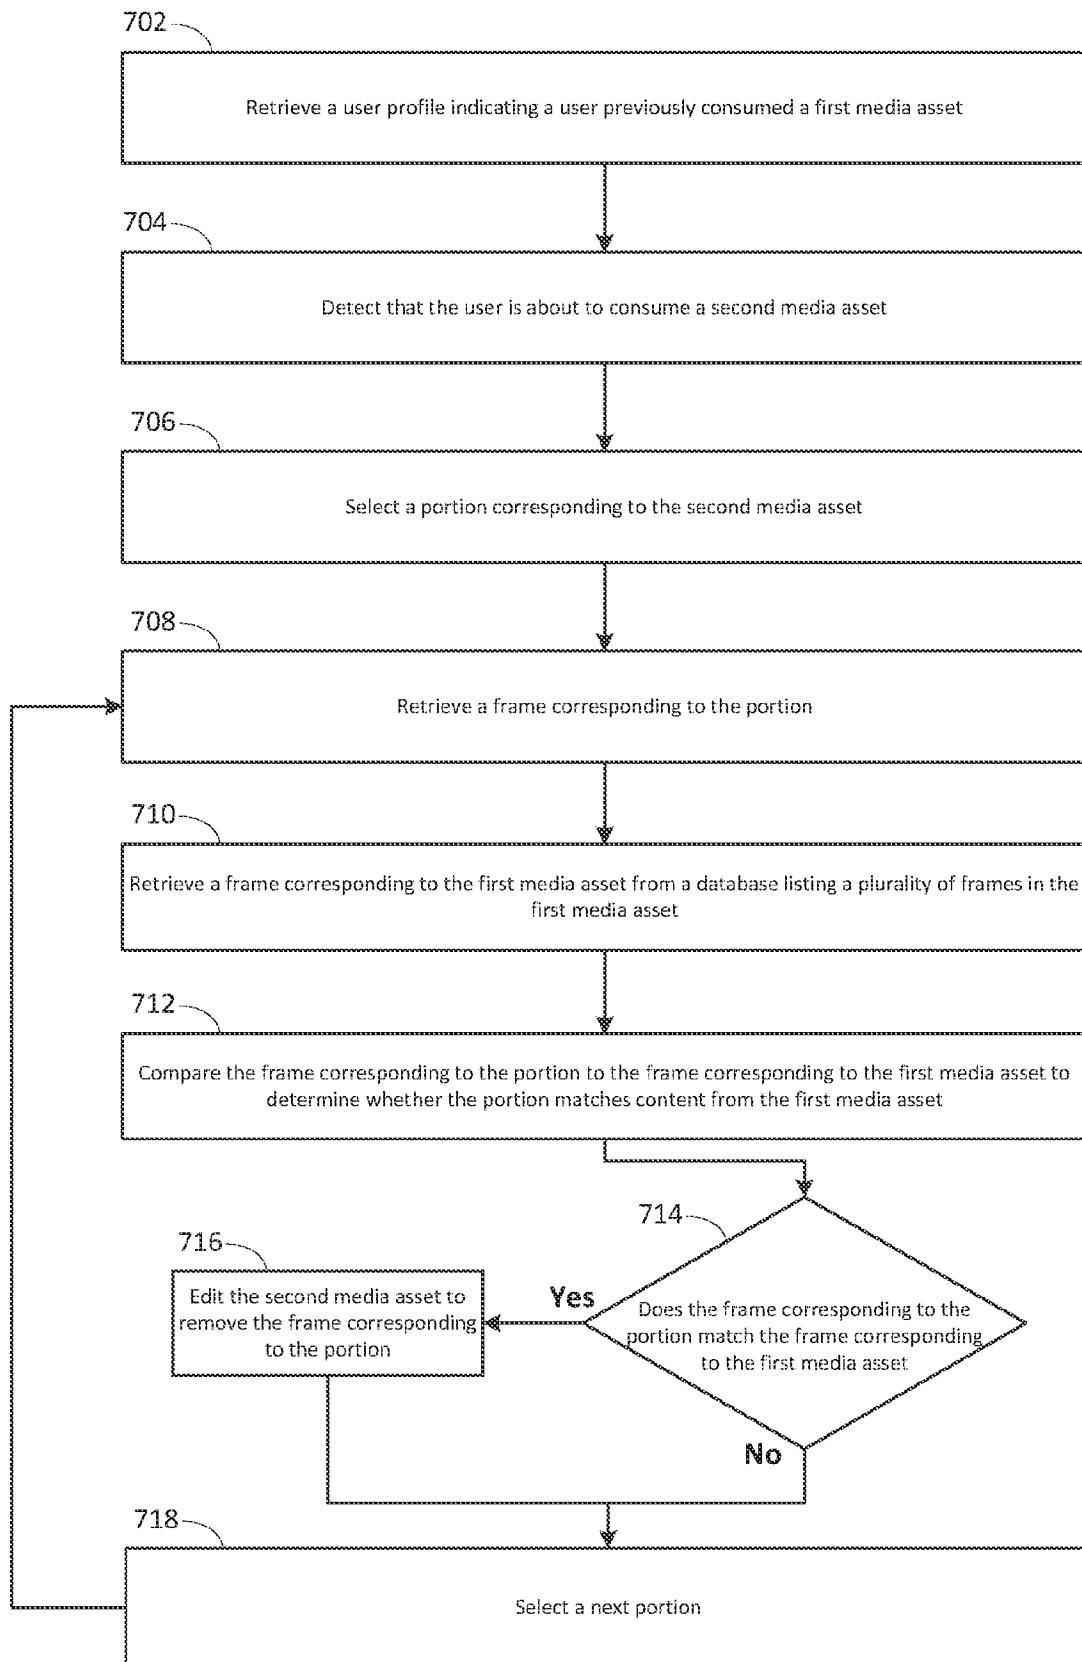 702
Retrieve a user profile indicating a user previously consumed a first media asset
704
Detect that the user is about to consume a second media asset
706
Select a portion corresponding to the second media asset
708
Retrieve a frame corresponding to the portion
710
Retrieve a frame corresponding to the first media asset from a database listing a plurality of frames in the
first media asset
712
Compare the frame corresponding to the portion to the frame corresponding to the first media asset to
determine whether the portion matches content from the first media asset
714
Does the frame corresponding to the
portion match the frame corresponding
to the first media asset
Yes
716
Edit the second media asset to
remove the frame corresponding
to the portion
No
718
Select a next portion